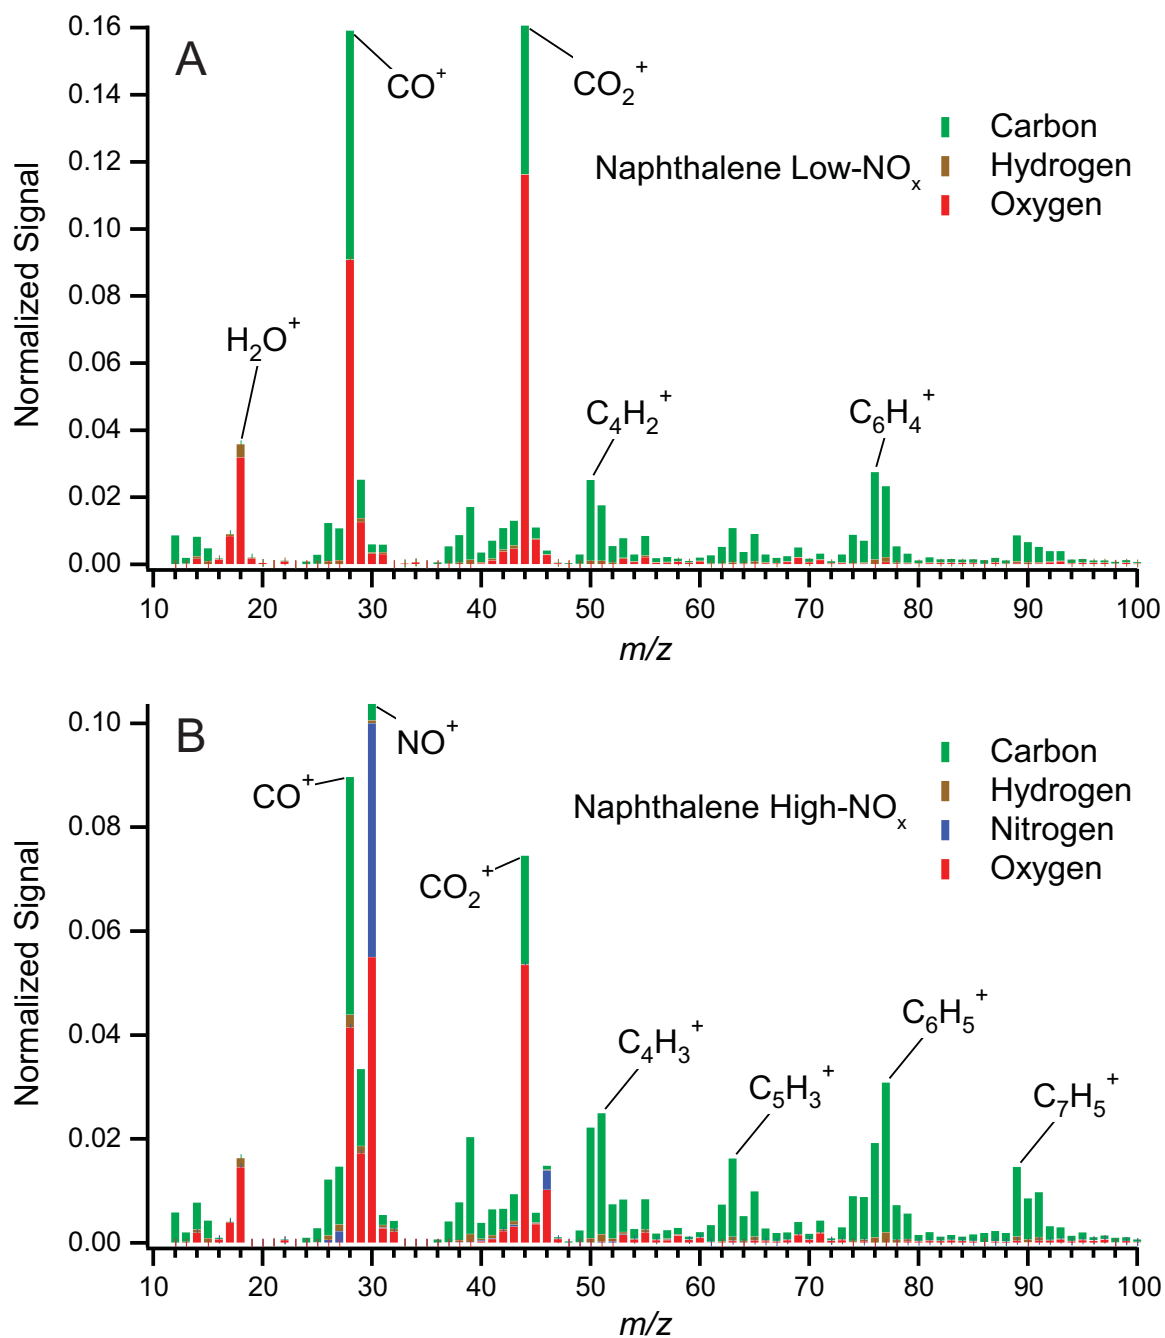 A
0.16
0.14
0.12
0.10
0.08
0.06
0.04
0.02
0.00
Normalized Signal
CO⁺
CO₂⁺
H₂O⁺
C₄H₂⁺
C₆H₄⁺
Naphthalene Low-NOₓ
Carbon
Hydrogen
Oxygen
10 20 30 40 50 60 70 80 90 100
m/z
B
0.10
0.08
0.06
0.04
0.02
0.00
Normalized Signal
NO⁺
CO⁺
CO₂⁺
C₄H₃⁺
C₅H₃⁺
C₆H₅⁺
C₇H₅⁺
Naphthalene High-NOₓ
Carbon
Hydrogen
Nitrogen
Oxygen
10 20 30 40 50 60 70 80 90 100
m/z